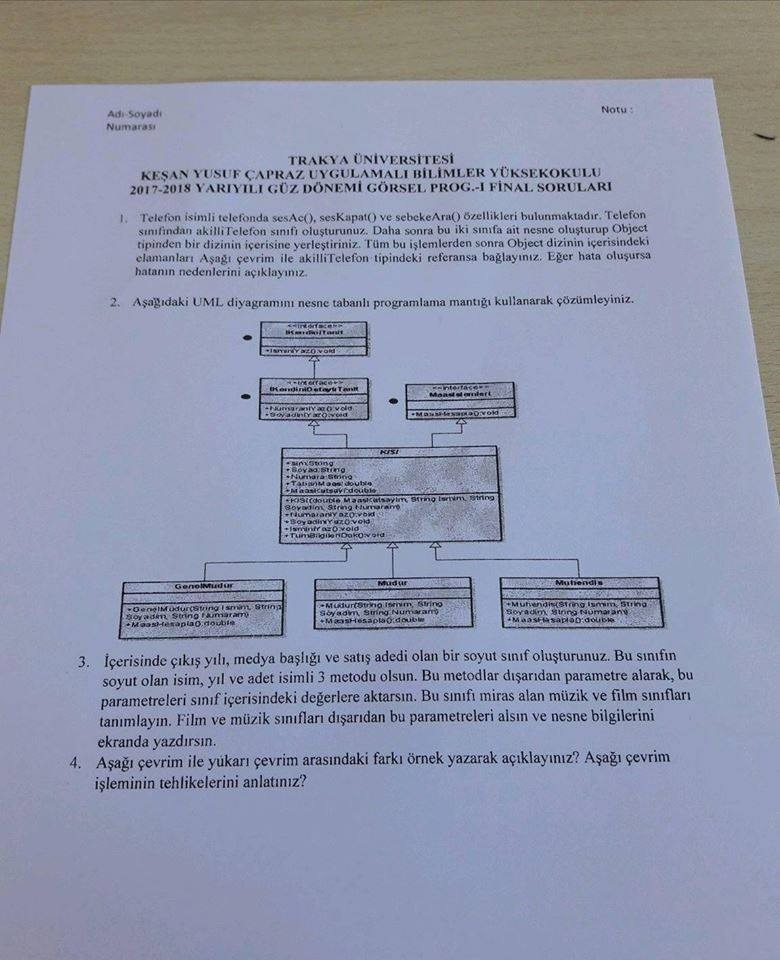 Adı-Soyadı
Numarası
Notu :
TRAKYA ÜNİVERSİTESİ
KEŞAN YUSUF ÇAPRAZ UYGULAMALI BİLİMLER YÜKSEKOKULU
2017-2018 YARIYILI GÜZ DÖNEMİ GÖRSEL PROG.-I FİNAL SORULARI
1. Telefon isimli telefonda sesAc(), sesKapat() ve sebekeAra() özellikleri bulunmaktadır. Telefon
sınıfından akilliTelefon sınıfı oluşturunuz. Daha sonra bu iki sınıfa ait nesne oluşturup Object
tipinden bir dizinin içerisine yerleştiriniz. Tüm bu işlemlerden sonra Object dizinin içerisindeki
elamanları Aşağı çevrim ile akilliTelefon tipindeki referansa bağlayınız. Eğer hata oluşursa
hatanın nedenlerini açıklayınız.
2. Aşağıdaki UML diyagramını nesne tabanlı programlama mantığı kullanarak çözümleyiniz.
<<interface>>
IKendiniTanit
+IsminiYaz():void
<<interface>>
IKendiniDetayliTanit
+NumaraniYaz():void
+SoyadiniYaz():void
<<interface>>
MaasIslemleri
+MaasHesapla():void
KISI
+Isim:String
+Soyad:String
+Numara:String
+TabanMaas:double
+MaasKatsayi:double
+KISI(double MaasKatsayim, String Ismim, String
Soyadim, String Numaram)
+NumaraniYaz():void
+SoyadiniYaz():void
+IsminiYaz():void
+TumBilgileriDok():void
GenelMudur
+GenelMudur(String Ismim, String
Soyadim, String Numaram)
+MaasHesapla():double
Mudur
+Mudur(String Ismim, String
Soyadim, String Numaram)
+MaasHesapla():double
Muhendis
+Muhendis(String Ismim, String
Soyadim, String Numaram)
+MaasHesapla():double
3. İçerisinde çıkış yılı, medya başlığı ve satış adedi olan bir soyut sınıf oluşturunuz. Bu sınıfın
soyut olan isim, yıl ve adet isimli 3 metodu olsun. Bu metodlar dışarıdan parametre alarak, bu
parametreleri sınıf içerisindeki değerlere aktarsın. Bu sınıfı miras alan müzik ve film sınıfları
tanımlayın. Film ve müzik sınıfları dışarıdan bu parametreleri alsın ve nesne bilgilerini
ekranda yazdırsın.
4. Aşağı çevrim ile yukarı çevrim arasındaki farkı örnek yazarak açıklayınız? Aşağı çevrim
işleminin tehlikelerini anlatınız?